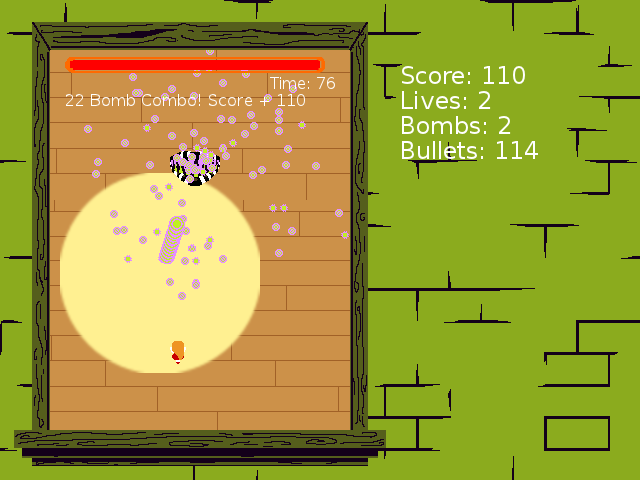 Time: 76
22 Bomb Combo! Score + 110
Score: 110
Lives: 2
Bombs: 2
Bullets: 114